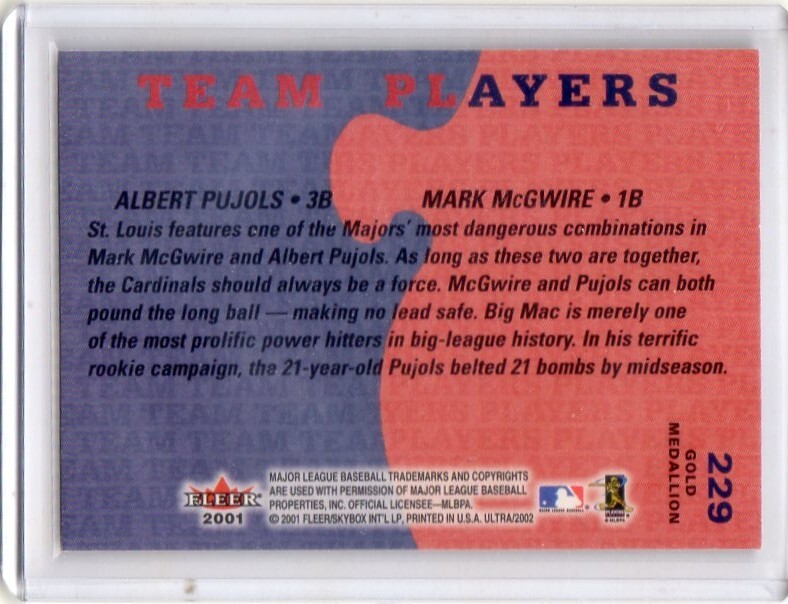 TEAM PLAYERS
ALBERT PUJOLS • 3B
MARK McGWIRE • 1B
St. Louis features one of the Majors' most dangerous combinations in
Mark McGwire and Albert Pujols. As long as these two are together,
the Cardinals should always be a force. McGwire and Pujols can both
pound the long ball — making no lead safe. Big Mac is merely one
of the most prolific power hitters in big-league history. In his terrific
rookie campaign, the 21-year-old Pujols belted 21 bombs by midseason.
FLEER
2001
MAJOR LEAGUE BASEBALL TRADEMARKS AND COPYRIGHTS
ARE USED WITH PERMISSION OF MAJOR LEAGUE BASEBALL
PROPERTIES, INC. OFFICIAL LICENSEE—MLBPA.
© 2001 FLEER/SKYBOX INT'L LP, PRINTED IN U.S.A. ULTRA/2002
229
GOLD
MEDALLION